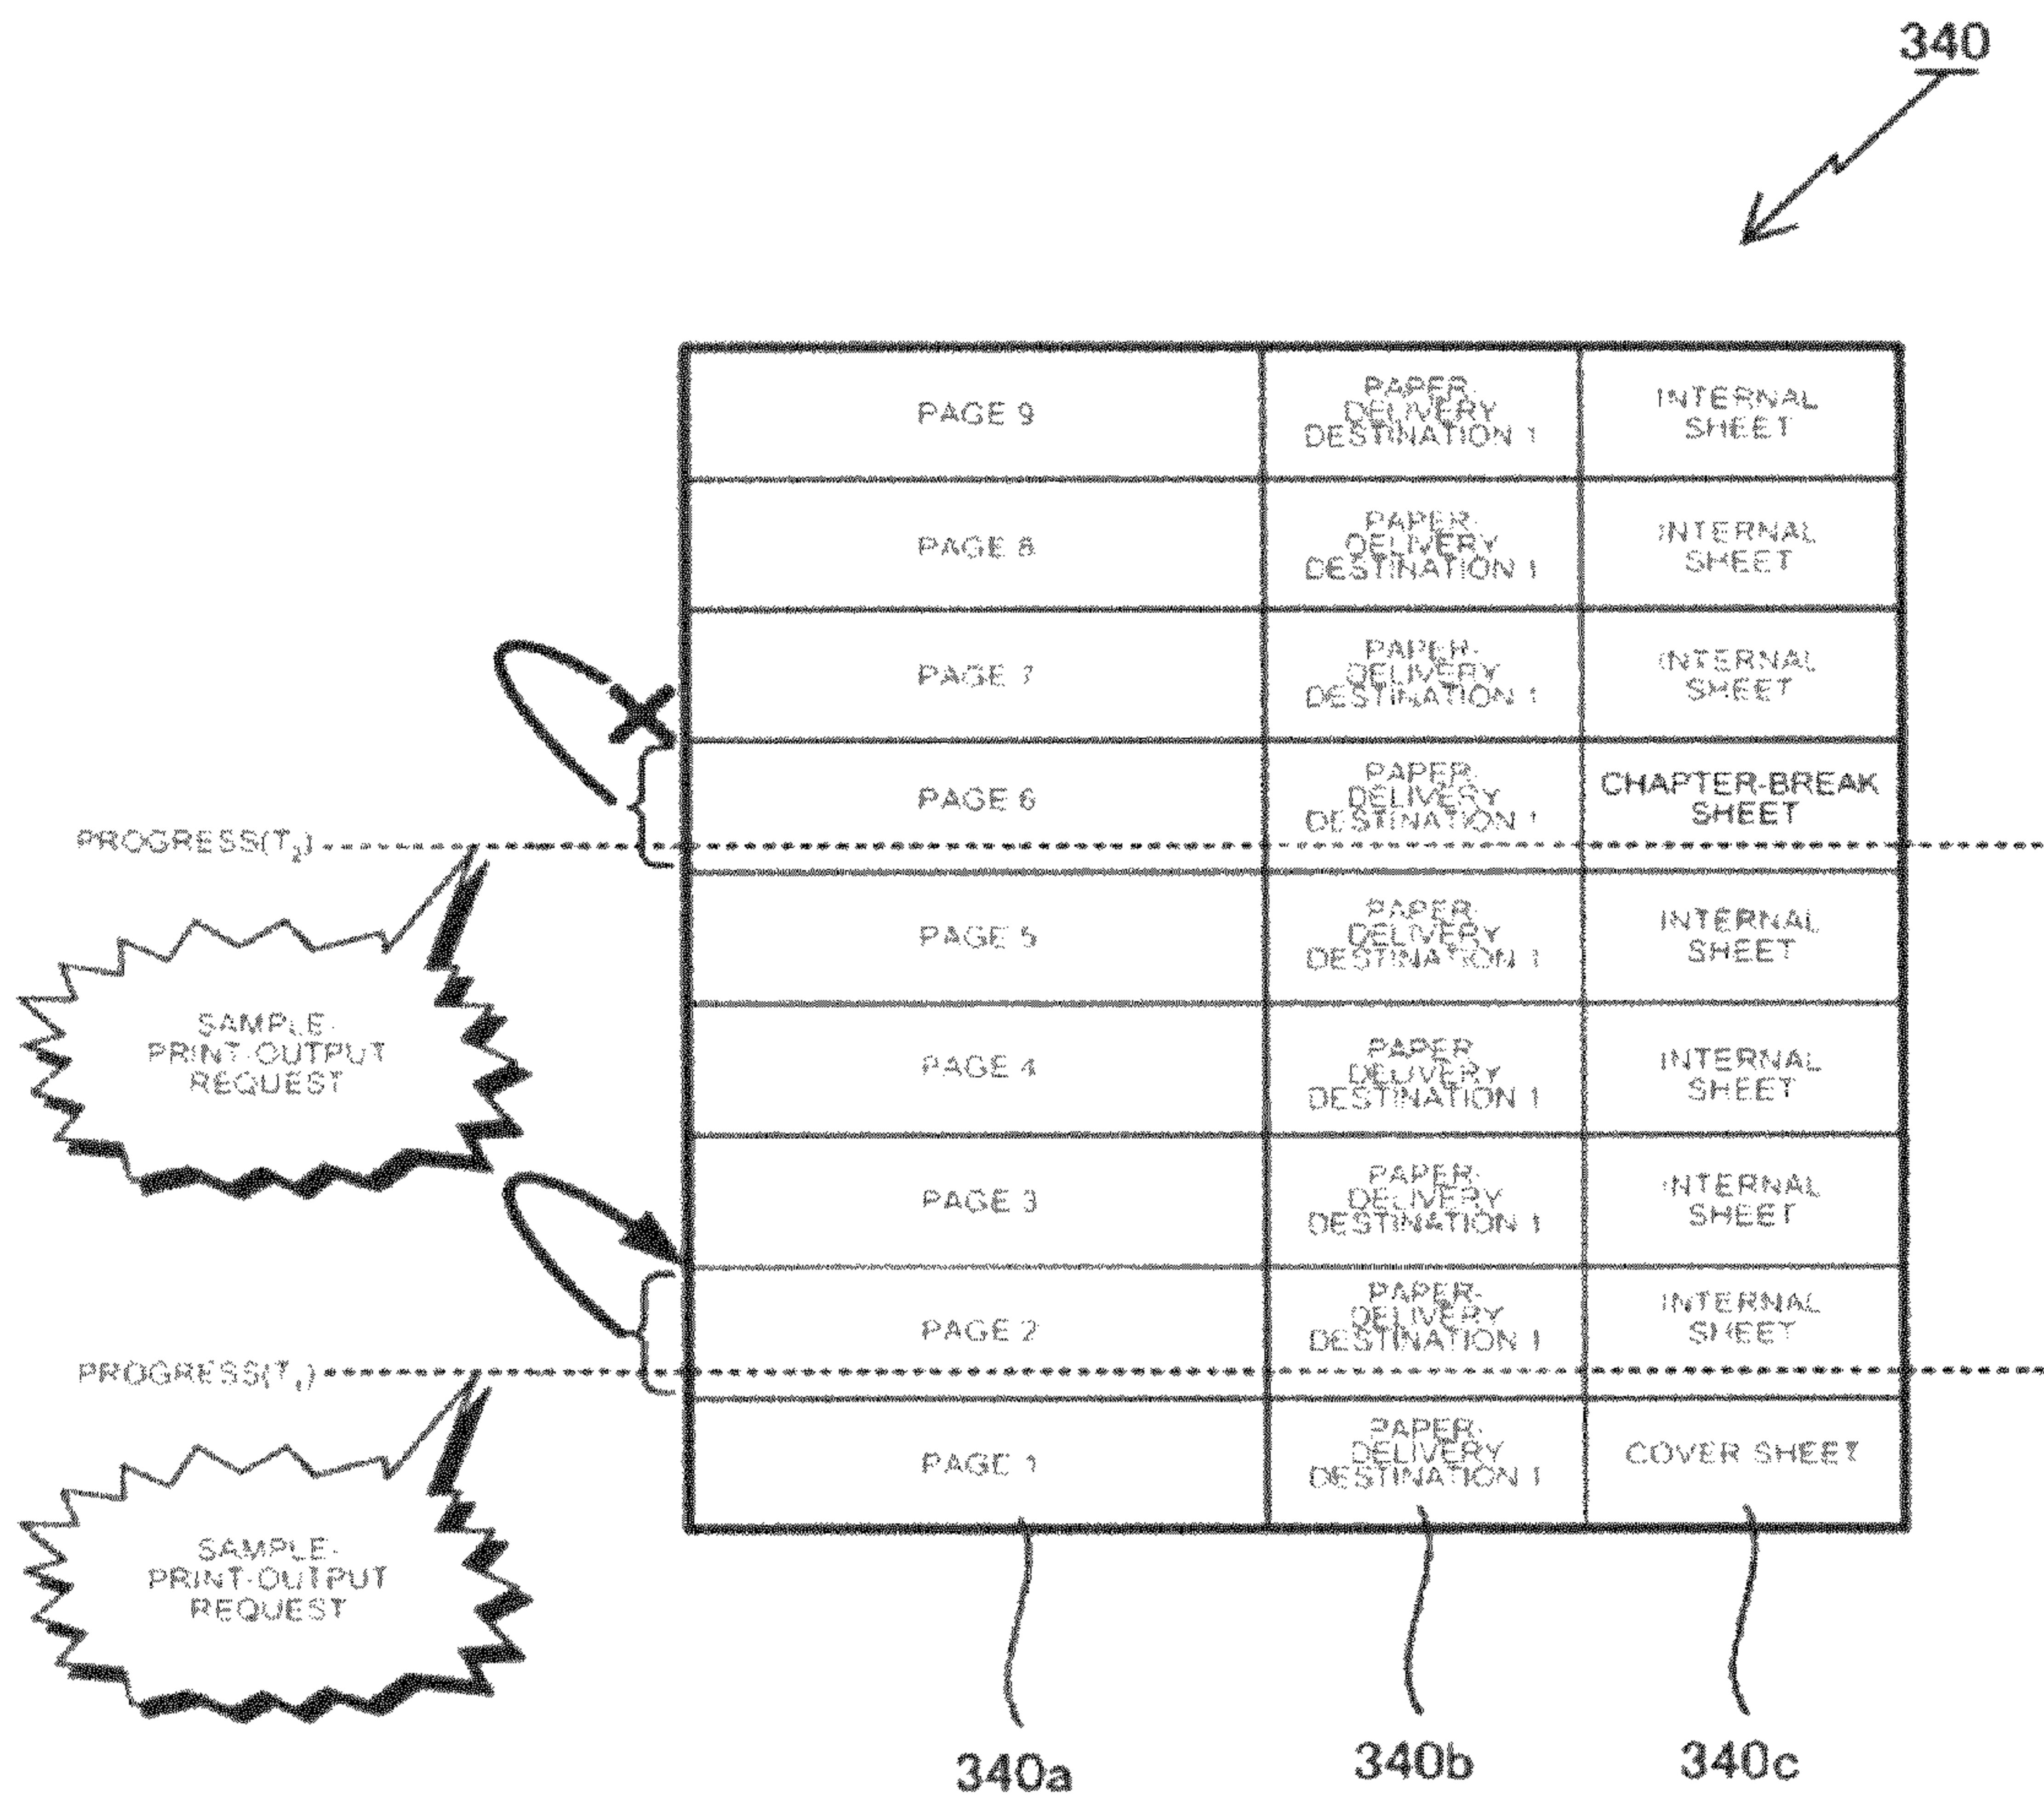 340
PAGE 9
PAPER-
DELIVERY
DESTINATION 1
INTERNAL
SHEET
PAGE 8
PAPER-
DELIVERY
DESTINATION 1
INTERNAL
SHEET
PAGE 7
PAPER-
DELIVERY
DESTINATION 1
INTERNAL
SHEET
PAGE 6
PAPER-
DELIVERY
DESTINATION 1
CHAPTER-BREAK
SHEET
PROGRESS(T2)
PAGE 5
PAPER-
DELIVERY
DESTINATION 1
INTERNAL
SHEET
SAMPLE-
PRINT-OUTPUT
REQUEST
PAGE 4
PAPER-
DELIVERY
DESTINATION 1
INTERNAL
SHEET
PAGE 3
PAPER-
DELIVERY
DESTINATION 1
INTERNAL
SHEET
PAGE 2
PAPER-
DELIVERY
DESTINATION 1
INTERNAL
SHEET
PROGRESS(T1)
PAGE 1
PAPER-
DELIVERY
DESTINATION 1
COVER SHEET
SAMPLE-
PRINT-OUTPUT
REQUEST
340a
340b
340c